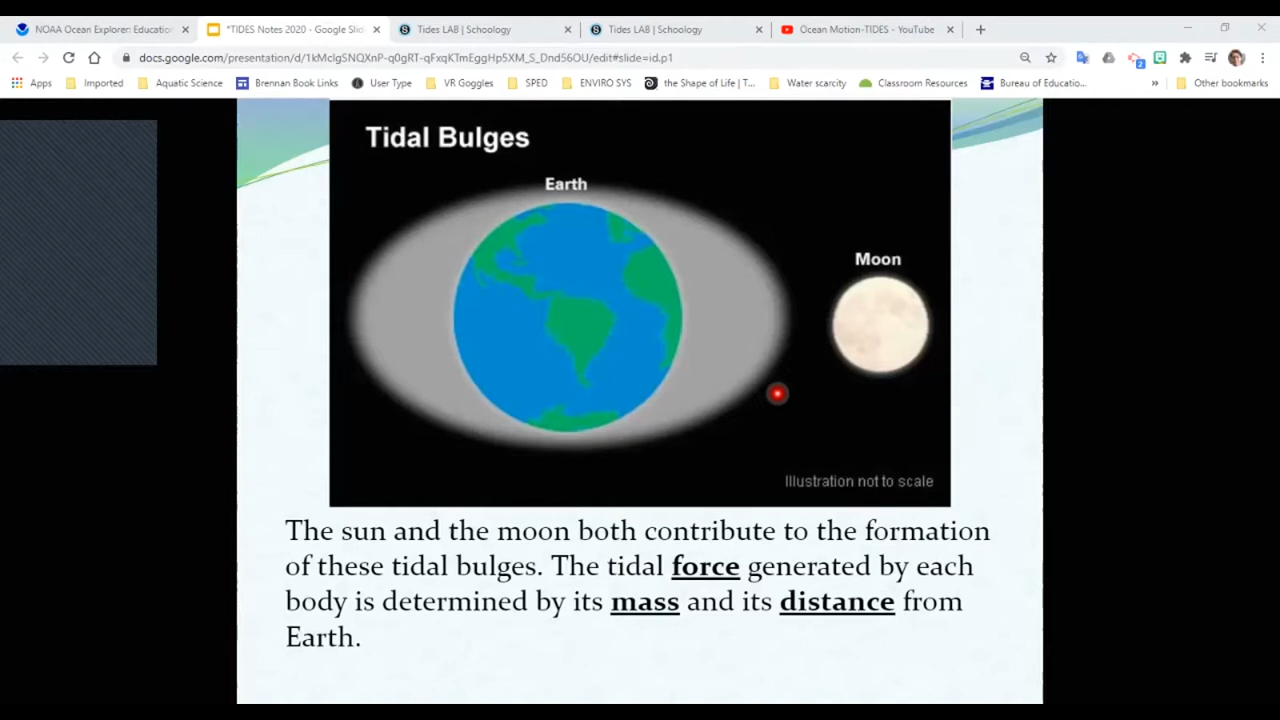 NOAA Ocean Explorer: Education
*TIDES Notes 2020 - Google Slid
Tides LAB | Schoology
Tides LAB | Schoology
Ocean Motion-TIDES - YouTube
docs.google.com/presentation/d/1kMclgSNQXnP-q0gRT-qFxqKTmEggHp5XM_S_Dnd56OU/edit#slide=id.p1
Apps
Imported
Aquatic Science
Brennan Book Links
User Type
VR Goggles
SPED
ENVIRO SYS
the Shape of Life | T...
Water scarcity
Classroom Resources
Bureau of Educatio...
»
Other bookmarks
Tidal Bulges
Earth
Moon
Illustration not to scale
The sun and the moon both contribute to the formation
of these tidal bulges. The tidal force generated by each
body is determined by its mass and its distance from
Earth.